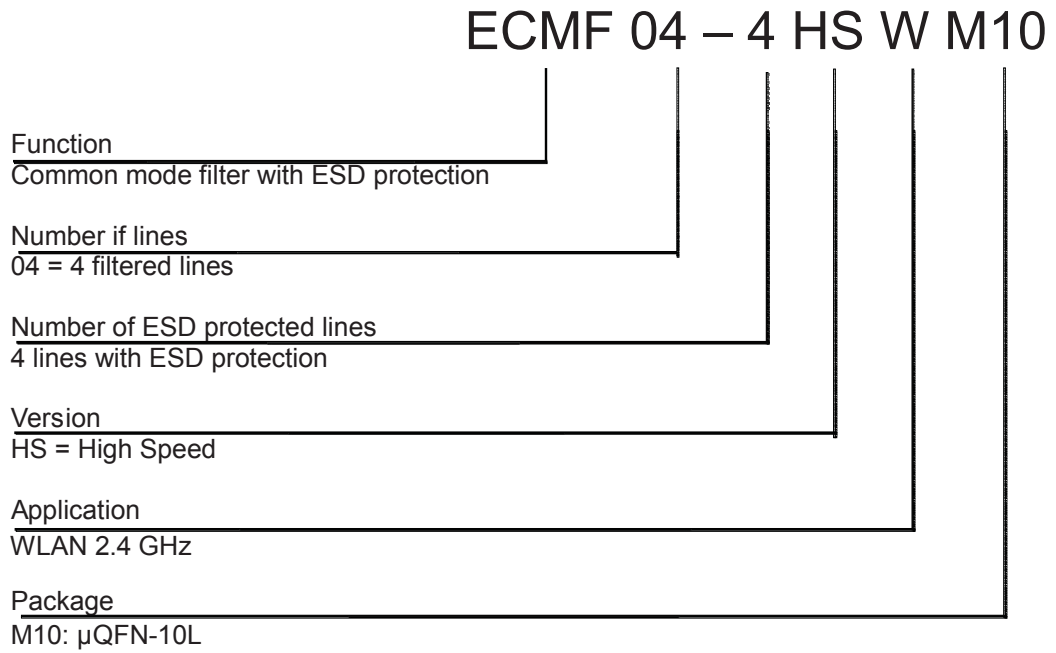 ECMF 04 – 4 HS W M10
Function
Common mode filter with ESD protection
Number if lines
04 = 4 filtered lines
Number of ESD protected lines
4 lines with ESD protection
Version
HS = High Speed
Application
WLAN 2.4 GHz
Package
M10: µQFN-10L